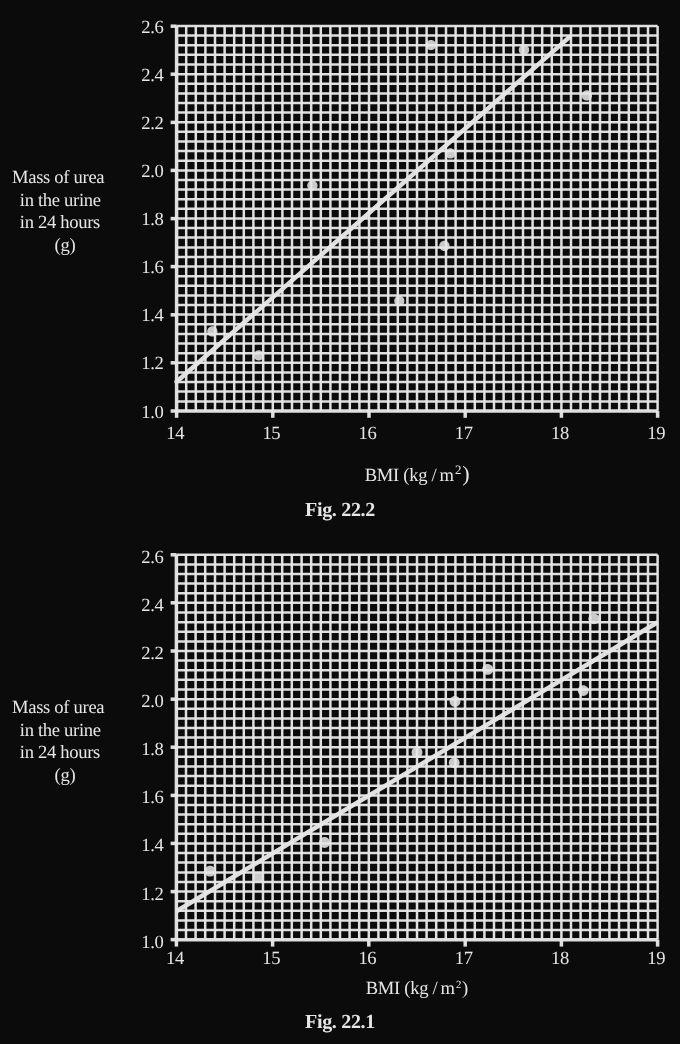 2.6
2.4
2.2
2.0
1.8
1.6
1.4
1.2
1.0
Mass of urea
in the urine
in 24 hours
(g)
14 15 16 17 18 19
BMI (kg / m²)
Fig. 22.2
2.6
2.4
2.2
2.0
1.8
1.6
1.4
1.2
1.0
Mass of urea
in the urine
in 24 hours
(g)
14 15 16 17 18 19
BMI (kg / m²)
Fig. 22.1